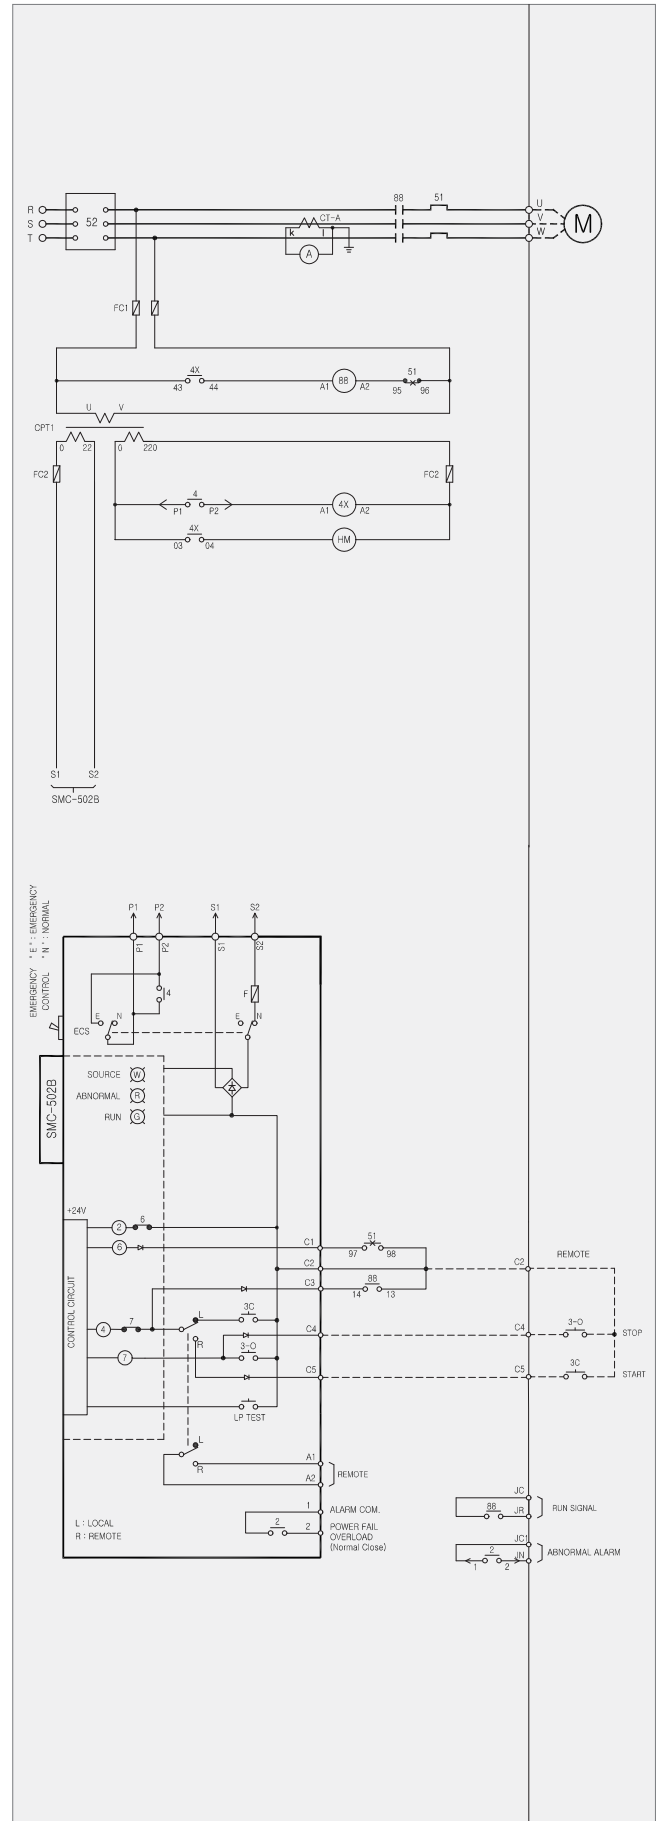 88
51
U
R
52
CT-A
V
M
S
k
l
T
A
W
FC1
4X
51
43
44
A1
88
A2
95
96
U
V
CPT1
0
22
0
220
FC2
FC2
4
P1
P2
A1
4X
A2
4X
03
04
HM
S1
S2
SMC-502B
EMERGENCY "E": EMERGENCY
CONTROL "N": NORMAL
P1
P2
S1
S2
P1
P2
S1
S2
4
F
E
N
E
N
ECS
SMC-502B
SOURCE
W
ABNORMAL
R
RUN
G
+24V
CONTROL CIRCUIT
2
6
6
C1
51
97
98
C2
C2
REMOTE
C3
88
14
13
4
7
L
3C
R
C4
C4
3-O
STOP
7
3-O
C5
C5
3C
START
LP TEST
L
R
A1
A2
REMOTE
1
ALARM COM.
2
2
POWER FAIL
OVERLOAD
(Normal Close)
L : LOCAL
R : REMOTE
JC
88
JR
RUN SIGNAL
JC1
2
IN
ABNORMAL ALARM
1
2